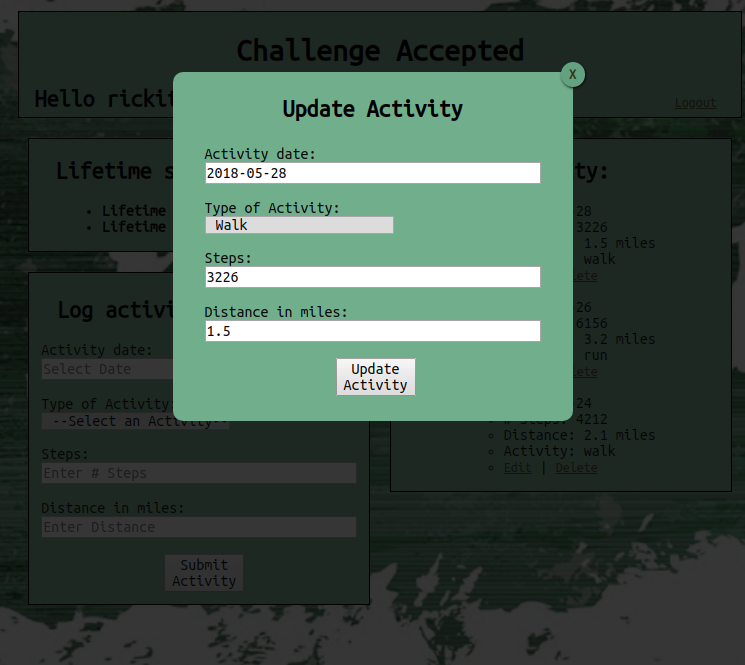 Challenge Accepted
Hello rickit
Logout
X
Update Activity
Activity date:
2018-05-28
Type of Activity:
Walk
Steps:
3226
Distance in miles:
1.5
Update
Activity
Lifetime s
• Lifetime
• Lifetime
Log activi
Activity date:
Select Date
Type of Activity:
--Select an Activity--
Steps:
Enter # Steps
Distance in miles:
Enter Distance
Submit
Activity
ty:
28
3226
1.5 miles
walk
lete
26
6156
3.2 miles
run
lete
24
# Steps: 4212
Distance: 2.1 miles
Activity: walk
Edit | Delete